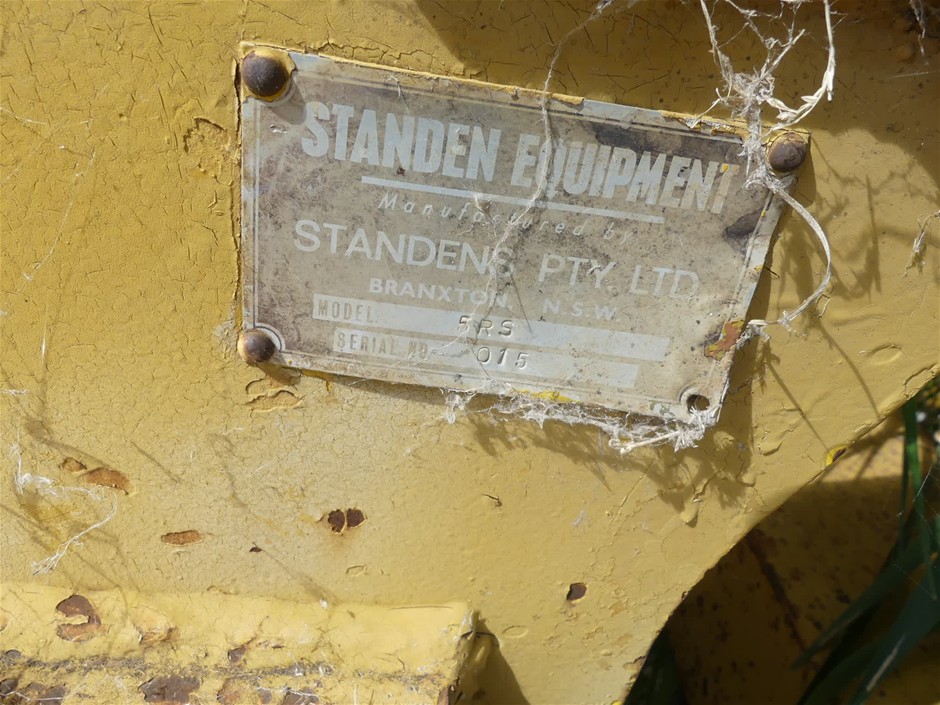 STANDEN EQUIPMENT
Manufactured by
STANDENS PTY LTD
BRANXTON. N.S.W.
MODEL. 5RS
SERIAL NO 015